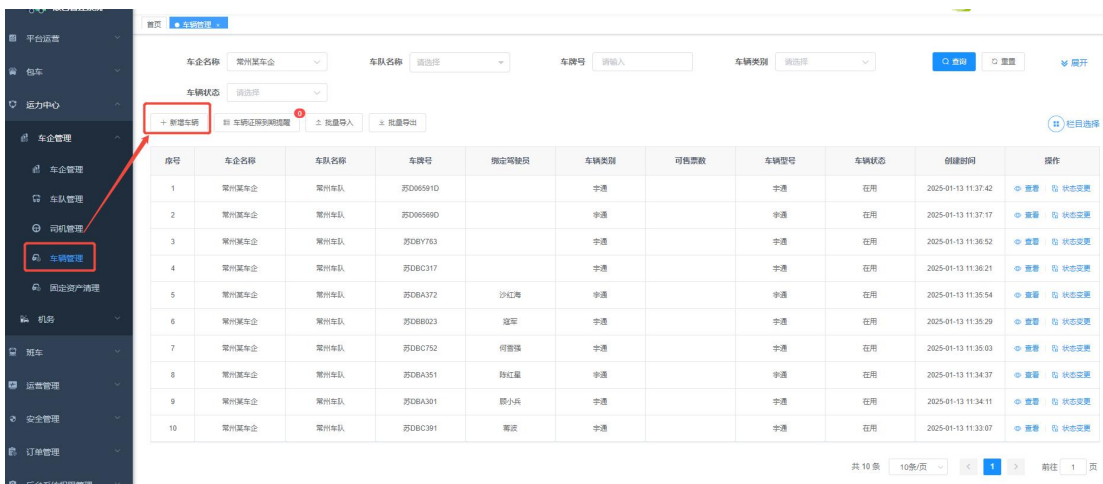 首页 ● 车辆管理 ×
平台运营
包车
运力中心
车企管理
车企管理
车队管理
司机管理
车辆管理
固定资产清理
机务
班车
运营管理
安全管理
订单管理
车企名称 常州某车企 车队名称 请选择 车牌号 请输入 车辆类别 请选择 查询 重置 展开
车辆状态 请选择
+ 新增车辆 车辆证照到期提醒 0 批量导入 批量导出 栏目选择
序号 车企名称 车队名称 车牌号 绑定驾驶员 车辆类别 可售票数 车辆型号 车辆状态 创建时间 操作
1 常州某车企 常州车队 苏D06591D 宇通 宇通 在用 2025-01-13 11:37:42 查看 状态变更
2 常州某车企 常州车队 苏D06569D 宇通 宇通 在用 2025-01-13 11:37:17 查看 状态变更
3 常州某车企 常州车队 苏DBY763 宇通 宇通 在用 2025-01-13 11:36:52 查看 状态变更
4 常州某车企 常州车队 苏DBC317 宇通 宇通 在用 2025-01-13 11:36:21 查看 状态变更
5 常州某车企 常州车队 苏DBA372 沙红海 宇通 宇通 在用 2025-01-13 11:35:54 查看 状态变更
6 常州某车企 常州车队 苏DBB023 寇军 宇通 宇通 在用 2025-01-13 11:35:29 查看 状态变更
7 常州某车企 常州车队 苏DBC752 何雪强 宇通 宇通 在用 2025-01-13 11:35:03 查看 状态变更
8 常州某车企 常州车队 苏DBA351 陈红星 宇通 宇通 在用 2025-01-13 11:34:37 查看 状态变更
9 常州某车企 常州车队 苏DBA301 顾小兵 宇通 宇通 在用 2025-01-13 11:34:11 查看 状态变更
10 常州某车企 常州车队 苏DBC391 蒋波 宇通 宇通 在用 2025-01-13 11:33:07 查看 状态变更
共 10 条 10条/页 < 1 > 前往 1 页